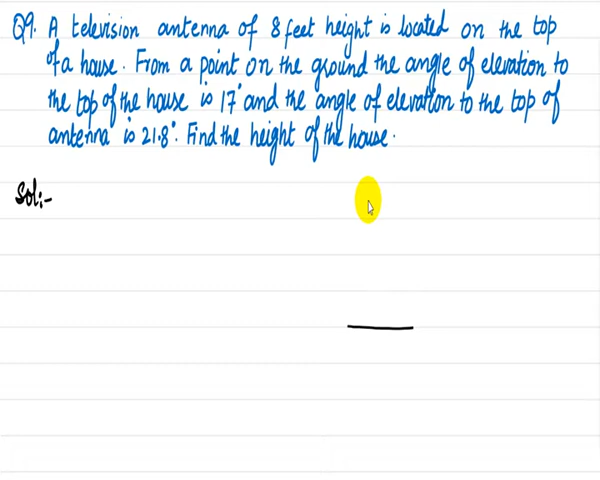 Q9. A television antenna of 8 feet height is located on the top
of a house. From a point on the ground the angle of elevation to
the top of the house is 17° and the angle of elevation to the top of
antenna is 21.8°. Find the height of the house.
Sol:-